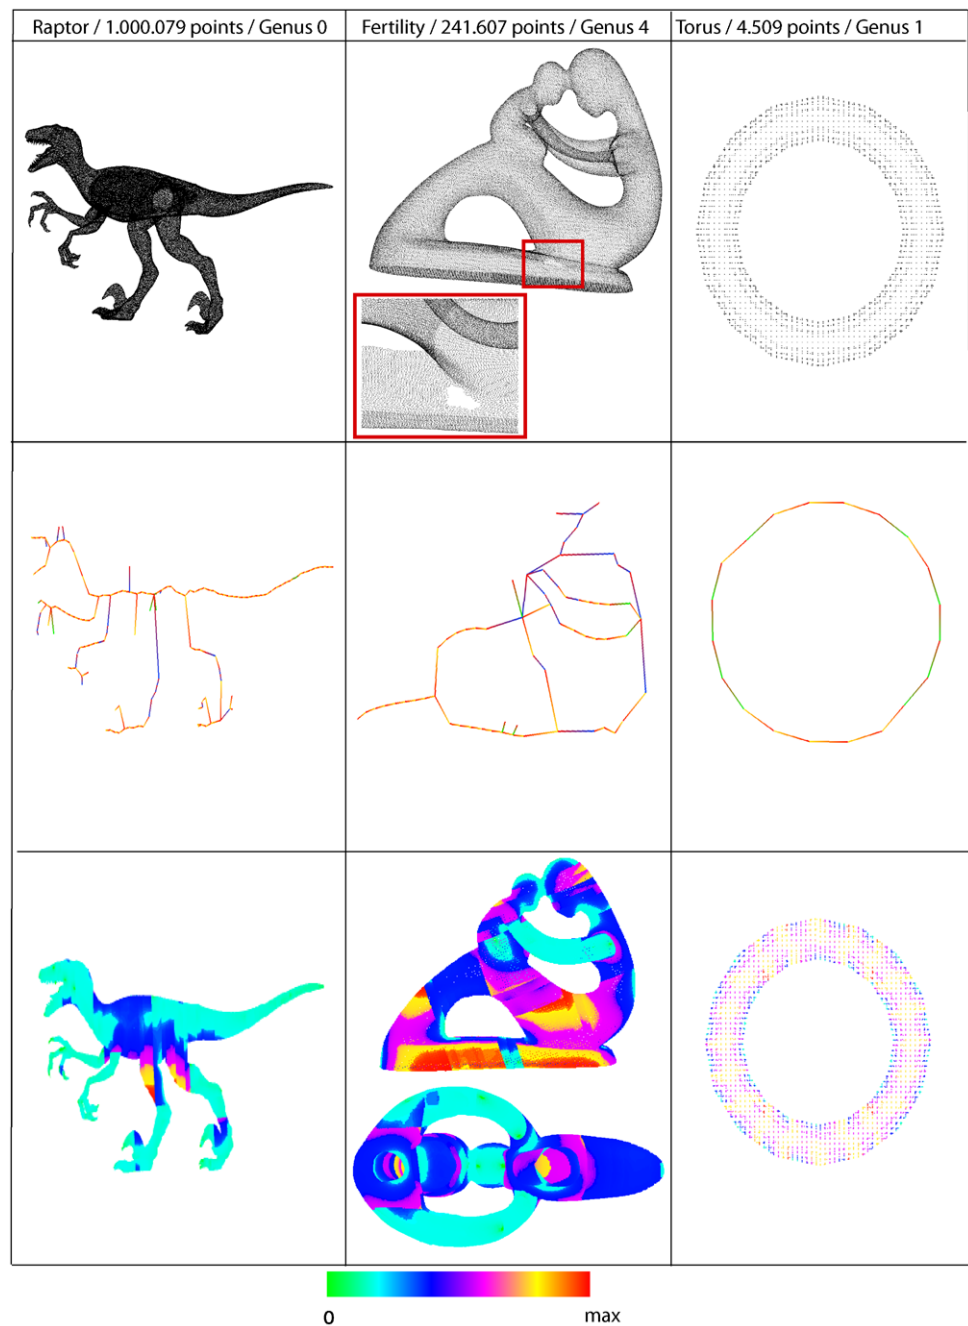 Raptor / 1.000.079 points / Genus 0
Fertility / 241.607 points / Genus 4
Torus / 4.509 points / Genus 1
0
max